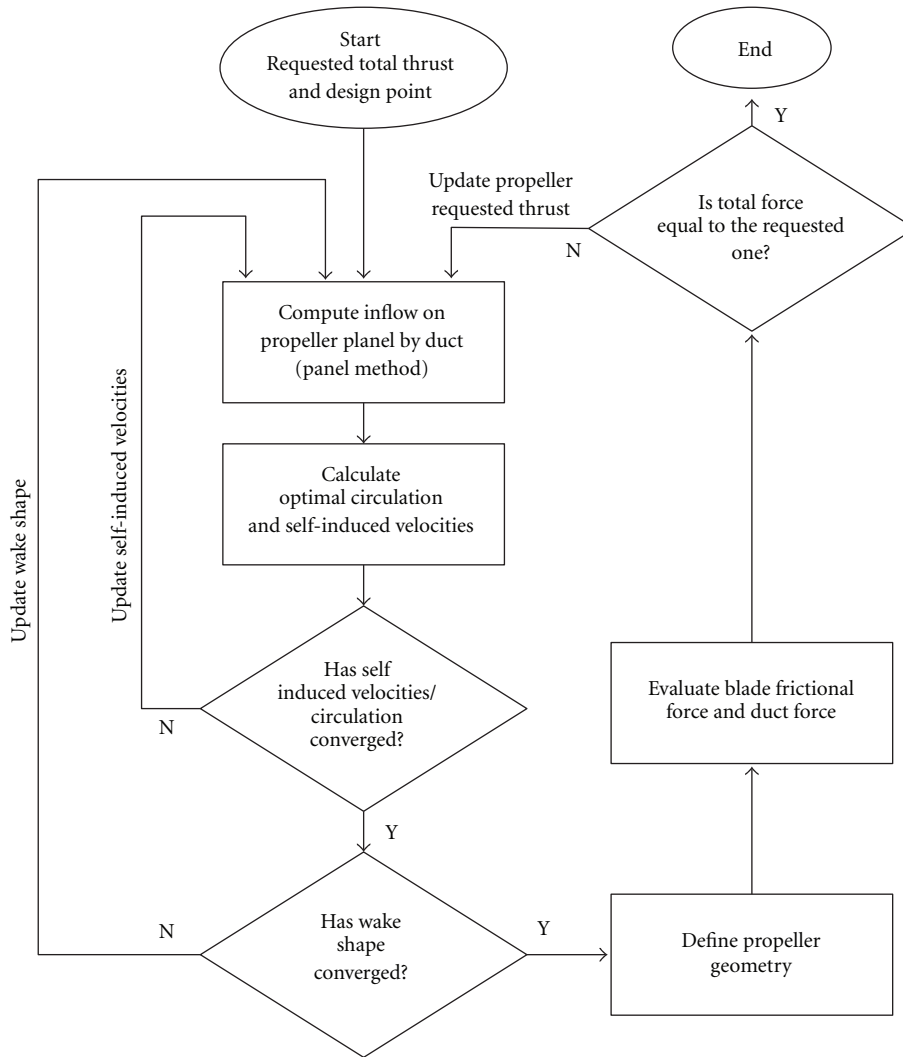 Start
Requested total thrust
and design point
End
Y
Update propeller
requested thrust
N
Is total force
equal to the requested
one?
Compute inflow on
propeller planel by duct
(panel method)
Update wake shape
Update self-induced velocities
Calculate
optimal circulation
and self-induced velocities
Has self
induced velocities/
circulation
converged?
N
Y
Evaluate blade frictional
force and duct force
Has wake
shape
converged?
N
Y
Define propeller
geometry